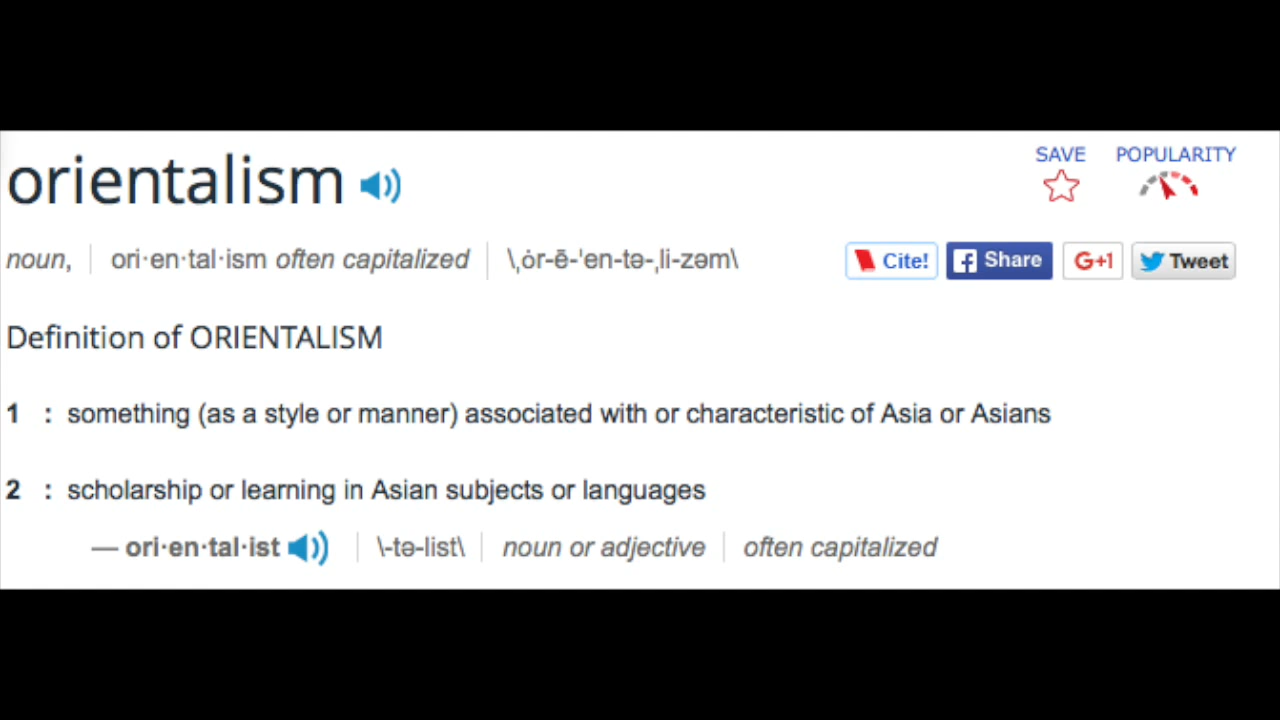 orientalism
SAVE POPULARITY
noun, ori·en·tal·ism often capitalized \ˌȯr-ē-ˈen-tə-ˌli-zəm\ Cite! Share G+1 Tweet
Definition of ORIENTALISM
1 : something (as a style or manner) associated with or characteristic of Asia or Asians
2 : scholarship or learning in Asian subjects or languages
— ori·en·tal·ist \-tə-list\ noun or adjective often capitalized